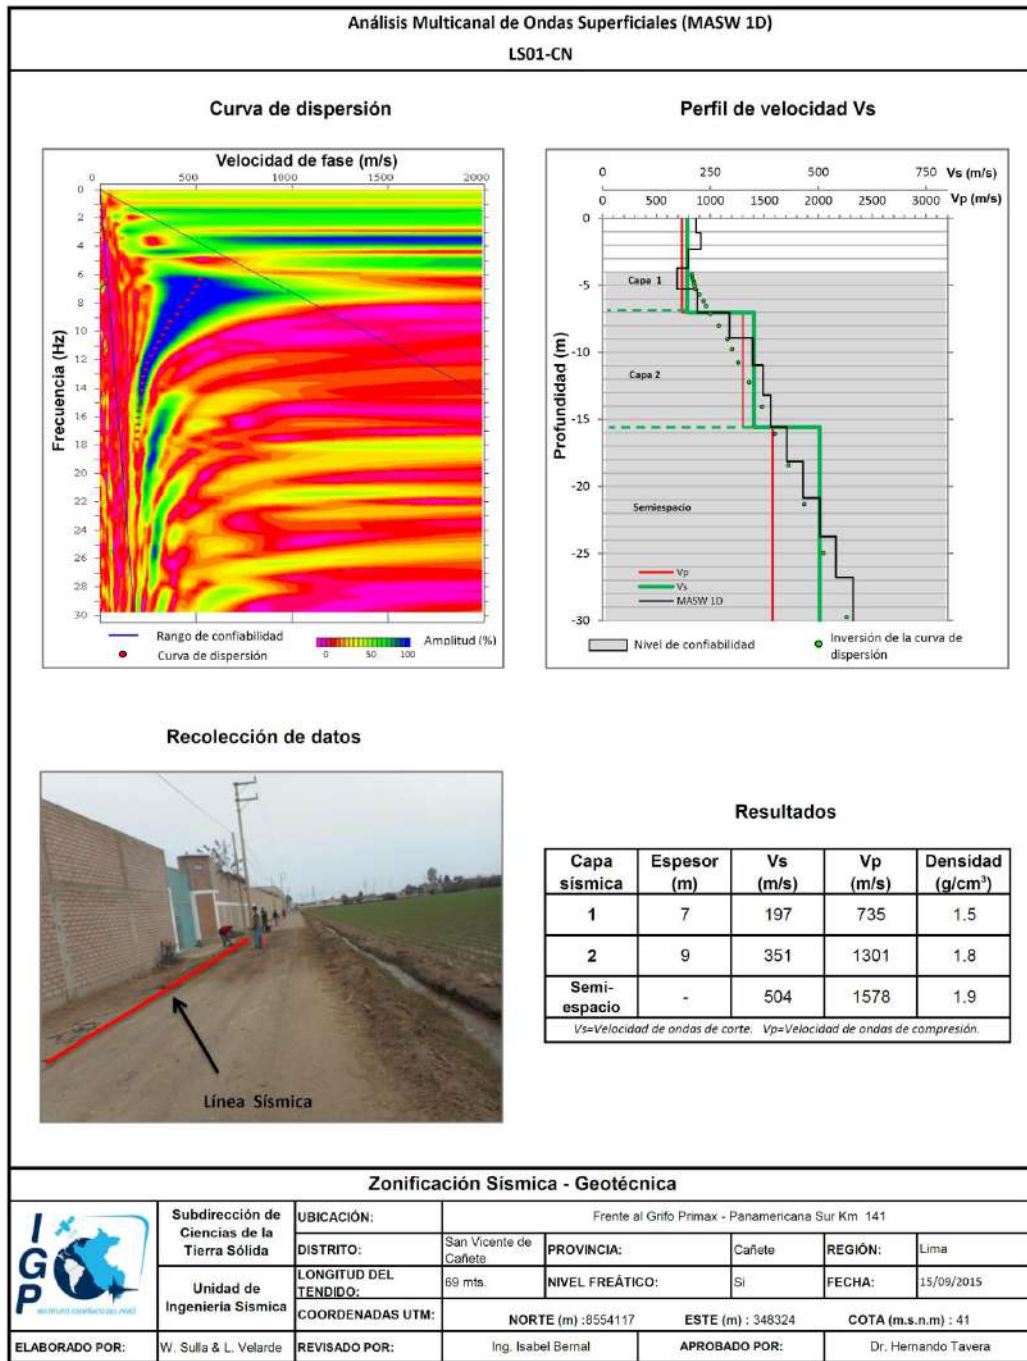 Análisis Multicanal de Ondas Superficiales (MASW 1D)
LS01-CN
Curva de dispersión
Velocidad de fase (m/s)
0 500 1000 1500 2000
Frecuencia (Hz)
0
2
4
6
8
10
12
14
16
18
20
22
24
26
28
30
Rango de confiabilidad
Curva de dispersión
Amplitud (%)
0 50 100
Perfil de velocidad Vs
0 250 500 750 Vs (m/s)
0 500 1000 1500 2000 2500 3000 Vp (m/s)
Profundidad (m)
0
-5
-10
-15
-20
-25
-30
Capa 1
Capa 2
Semiespacio
Vp
Vs
MASW 1D
Nivel de confiabilidad
Inversión de la curva de
dispersión
Recolección de datos
Línea Sísmica
Resultados
Capa sísmica Espesor (m) Vs (m/s) Vp (m/s) Densidad (g/cm³)
1 7 197 735 1.5
2 9 351 1301 1.8
Semi-espacio - 504 1578 1.9
Vs=Velocidad de ondas de corte. Vp=Velocidad de ondas de compresión.
Zonificación Sísmica - Geotécnica
IGP
INSTITUTO GEOFÍSICO DEL PERÚ
Subdirección de
Ciencias de la
Tierra Sólida
Unidad de
Ingeniería Sísmica
UBICACIÓN: Frente al Grifo Primax - Panamericana Sur Km 141
DISTRITO: San Vicente de Cañete PROVINCIA: Cañete REGIÓN: Lima
LONGITUD DEL TENDIDO: 69 mts. NIVEL FREÁTICO: Si FECHA: 15/09/2015
COORDENADAS UTM: NORTE (m) :8554117 ESTE (m) : 348324 COTA (m.s.n.m) : 41
ELABORADO POR: W. Sulla & L. Velarde REVISADO POR: Ing. Isabel Bernal APROBADO POR: Dr. Hernando Tavera